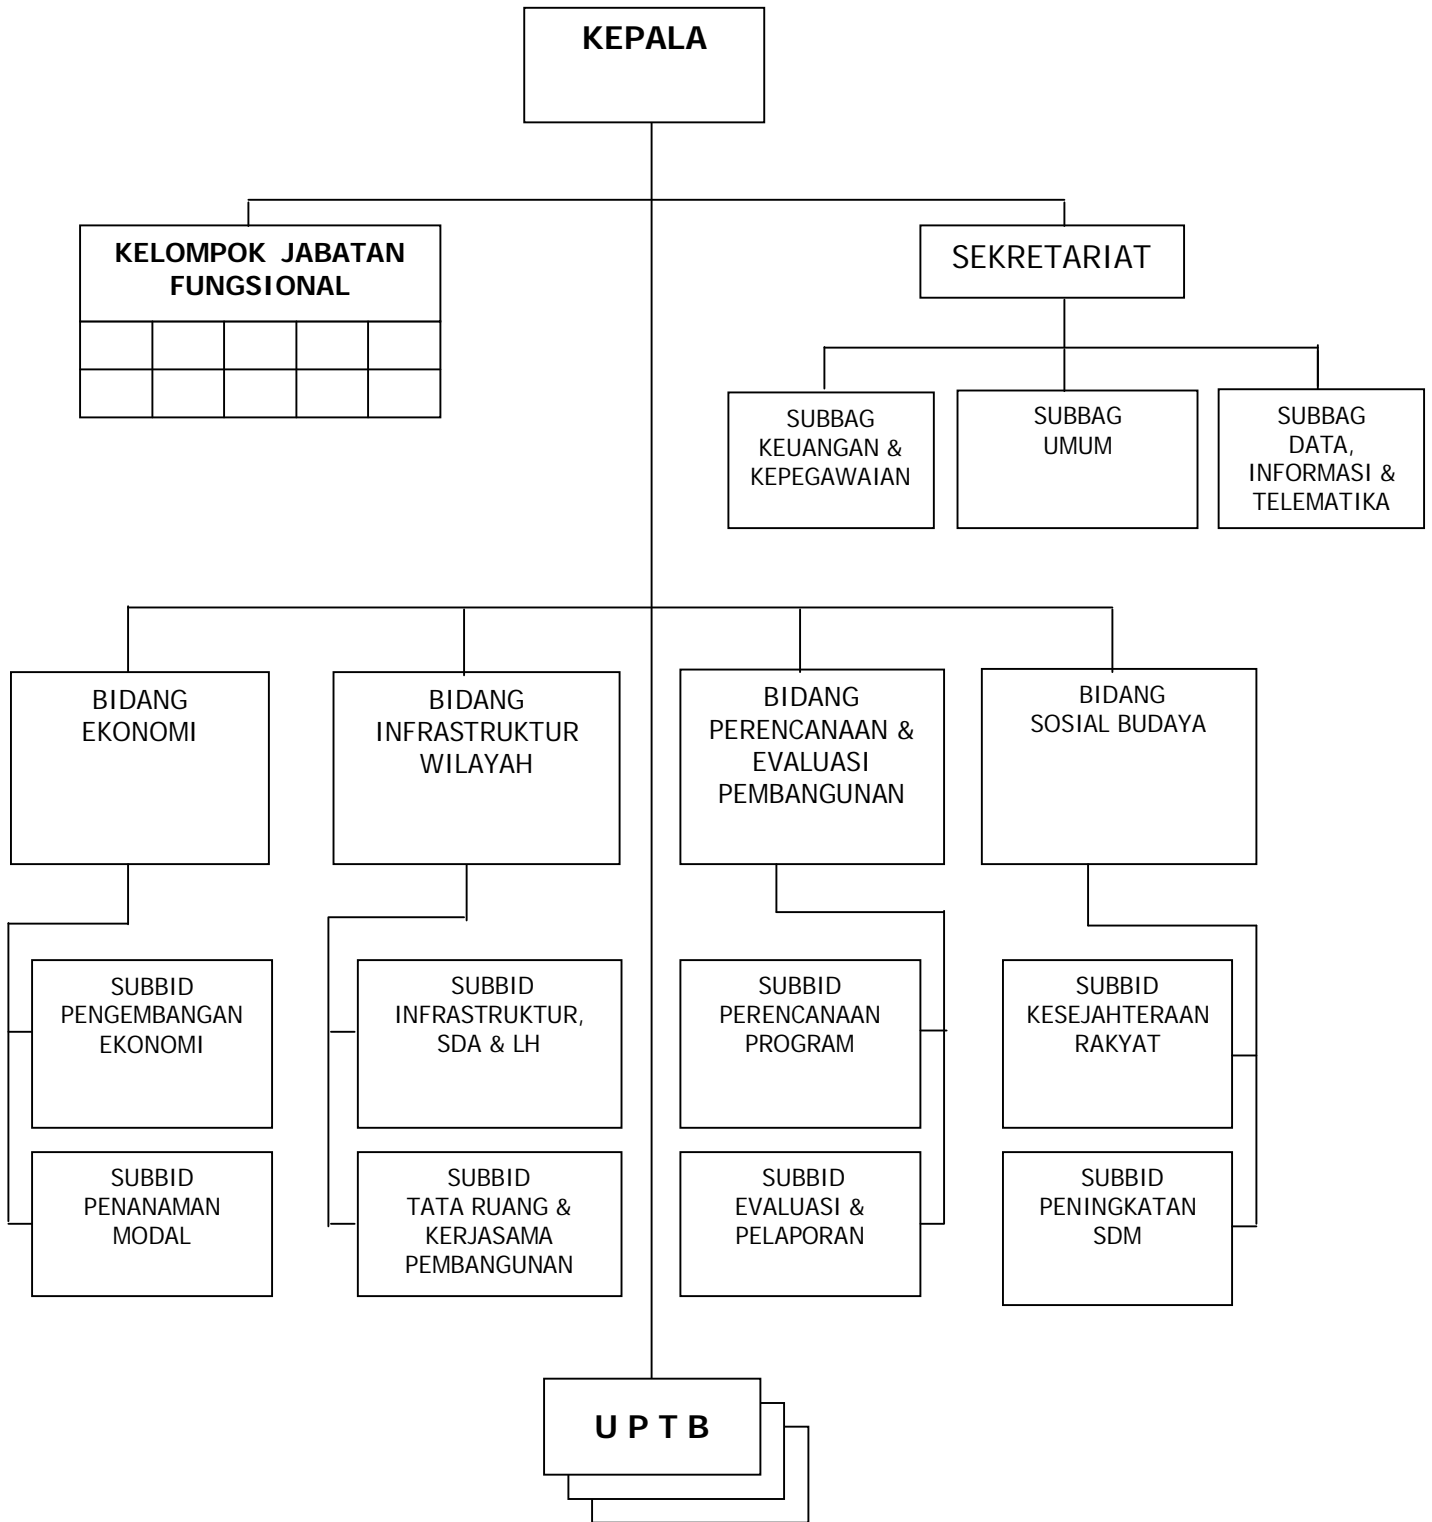 KEPALA
KELOMPOK JABATAN
FUNGSIONAL
SEKRETARIAT
SUBBAG
KEUANGAN &
KEPEGAWAIAN
SUBBAG
UMUM
SUBBAG
DATA,
INFORMASI &
TELEMATIKA
BIDANG
EKONOMI
BIDANG
INFRASTRUKTUR
WILAYAH
BIDANG
PERENCANAAN &
EVALUASI
PEMBANGUNAN
BIDANG
SOSIAL BUDAYA
SUBBID
PENGEMBANGAN
EKONOMI
SUBBID
INFRASTRUKTUR,
SDA & LH
SUBBID
PERENCANAAN
PROGRAM
SUBBID
KESEJAHTERAAN
RAKYAT
SUBBID
PENANAMAN
MODAL
SUBBID
TATA RUANG &
KERJASAMA
PEMBANGUNAN
SUBBID
EVALUASI &
PELAPORAN
SUBBID
PENINGKATAN
SDM
U P T B